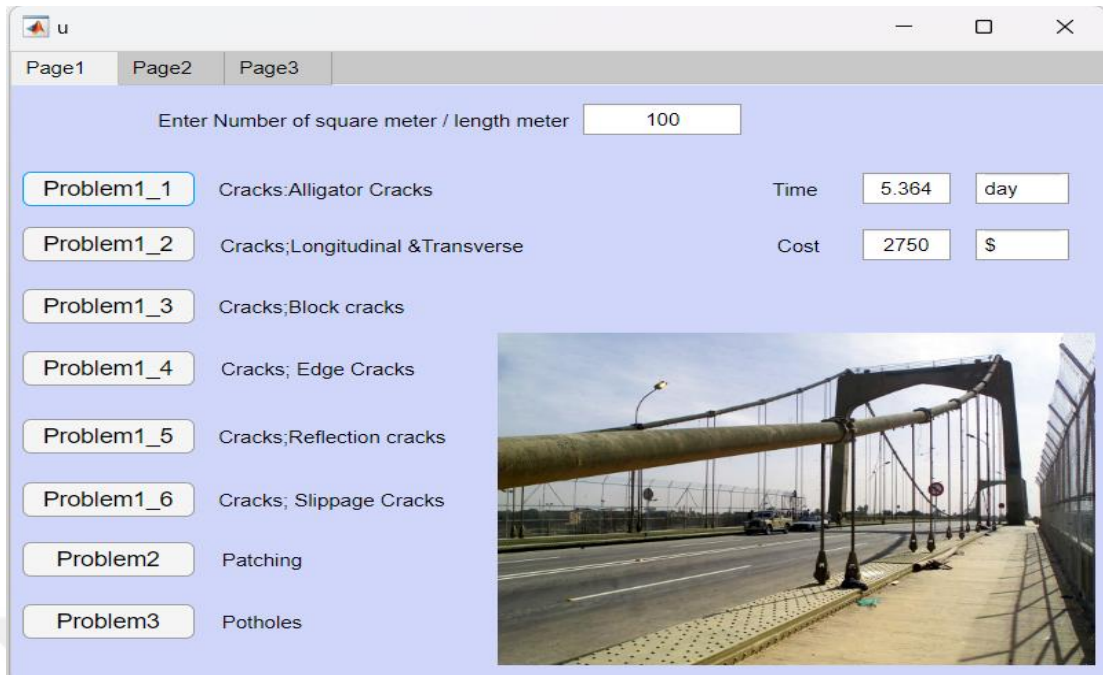 u
Page1 Page2 Page3
Enter Number of square meter / length meter 100
Problem1_1 Cracks:Alligator Cracks Time 5.364 day
Problem1_2 Cracks;Longitudinal &Transverse Cost 2750 $
Problem1_3 Cracks;Block cracks
Problem1_4 Cracks; Edge Cracks
Problem1_5 Cracks;Reflection cracks
Problem1_6 Cracks; Slippage Cracks
Problem2 Patching
Problem3 Potholes